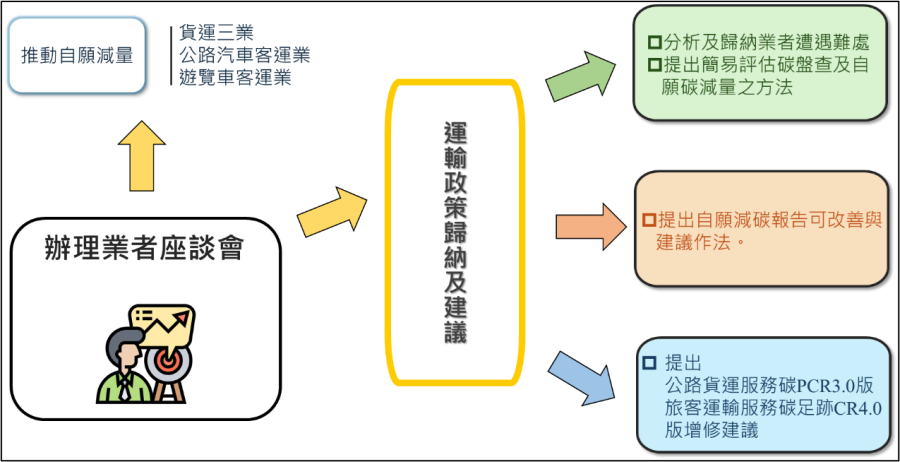 推動自願減量
貨運三業
公路汽車客運業
遊覽車客運業
辦理業者座談會
運輸政策歸納及建議
分析及歸納業者遭遇難處
提出簡易評估碳盤查及自
願碳減量之方法
提出自願減碳報告可改善與
建議作法。
提出
公路貨運服務碳PCR3.0版
旅客運輸服務碳足跡CR4.0
版增修建議